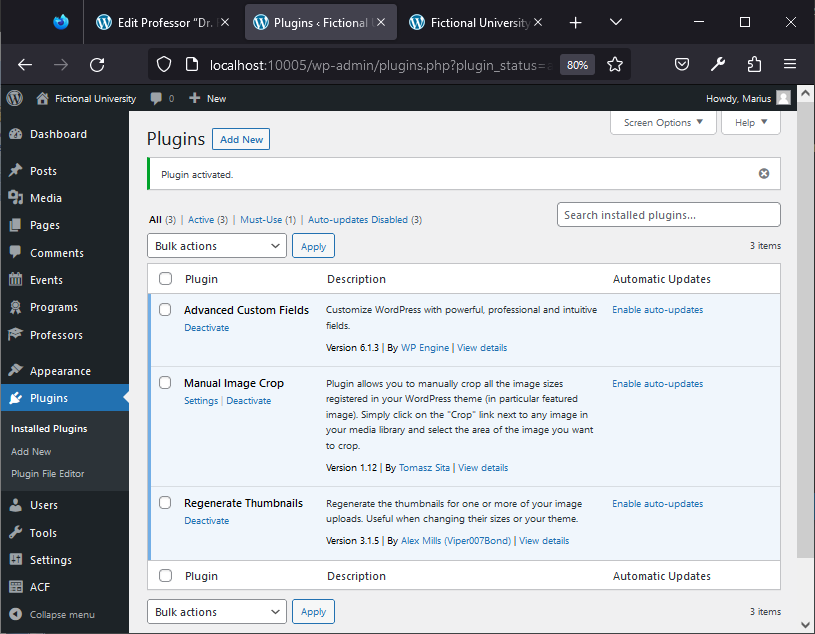 Edit Professor "Dr.
Plugins ‹ Fictional
Fictional University
localhost:10005/wp-admin/plugins.php?plugin_status=a
80%
Fictional University
0
New
Howdy, Marius
Dashboard
Posts
Media
Pages
Comments
Events
Programs
Professors
Appearance
Plugins
Installed Plugins
Add New
Plugin File Editor
Users
Tools
Settings
ACF
Collapse menu
Screen Options
Help
Plugins
Add New
Plugin activated.
All (3) | Active (3) | Must-Use (1) | Auto-updates Disabled (3)
Search installed plugins...
Bulk actions
Apply
3 items
Plugin Description Automatic Updates
Advanced Custom Fields
Deactivate
Customize WordPress with powerful, professional and intuitive
fields.
Version 6.1.3 | By WP Engine | View details
Enable auto-updates
Manual Image Crop
Settings | Deactivate
Plugin allows you to manually crop all the image sizes
registered in your WordPress theme (in particular featured
image). Simply click on the "Crop" link next to any image in
your media library and select the area of the image you want
to crop.
Version 1.12 | By Tomasz Sita | View details
Enable auto-updates
Regenerate Thumbnails
Deactivate
Regenerate the thumbnails for one or more of your image
uploads. Useful when changing their sizes or your theme.
Version 3.1.5 | By Alex Mills (Viper007Bond) | View details
Enable auto-updates
Plugin Description Automatic Updates
Bulk actions
Apply
3 items